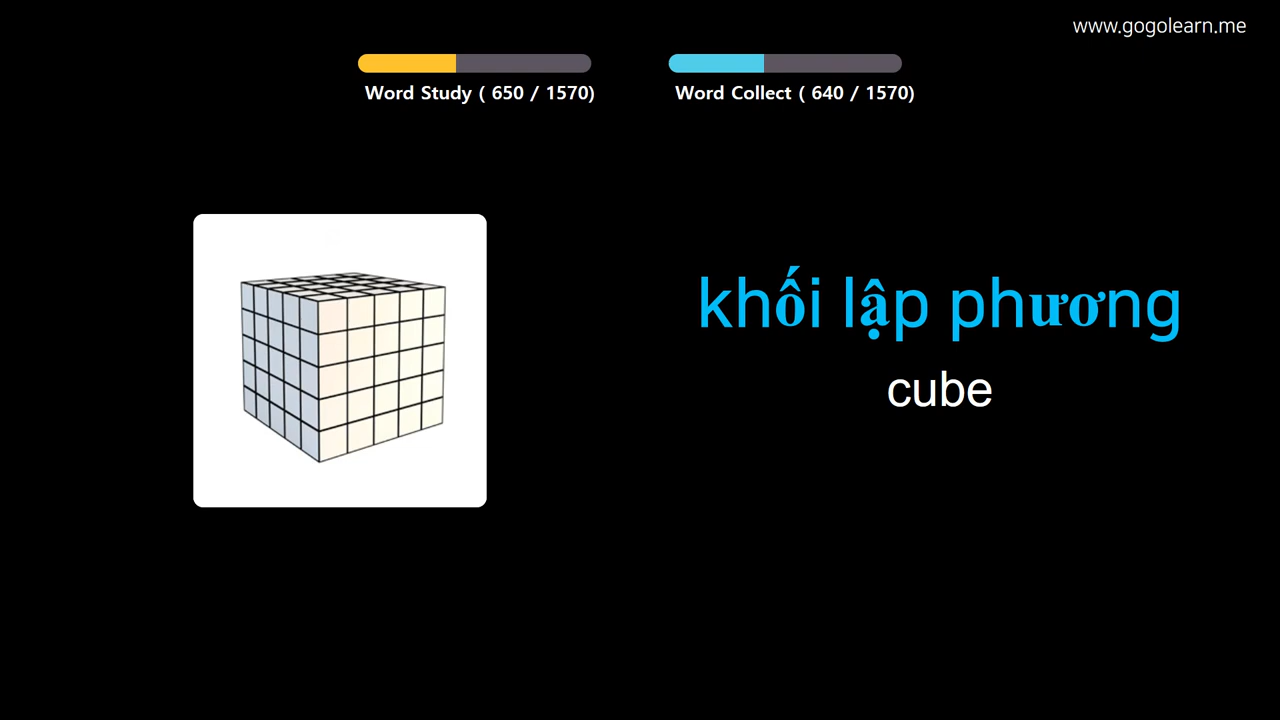 www.gogolearn.me
Word Study ( 650 / 1570)
Word Collect ( 640 / 1570)
khối lập phương
cube